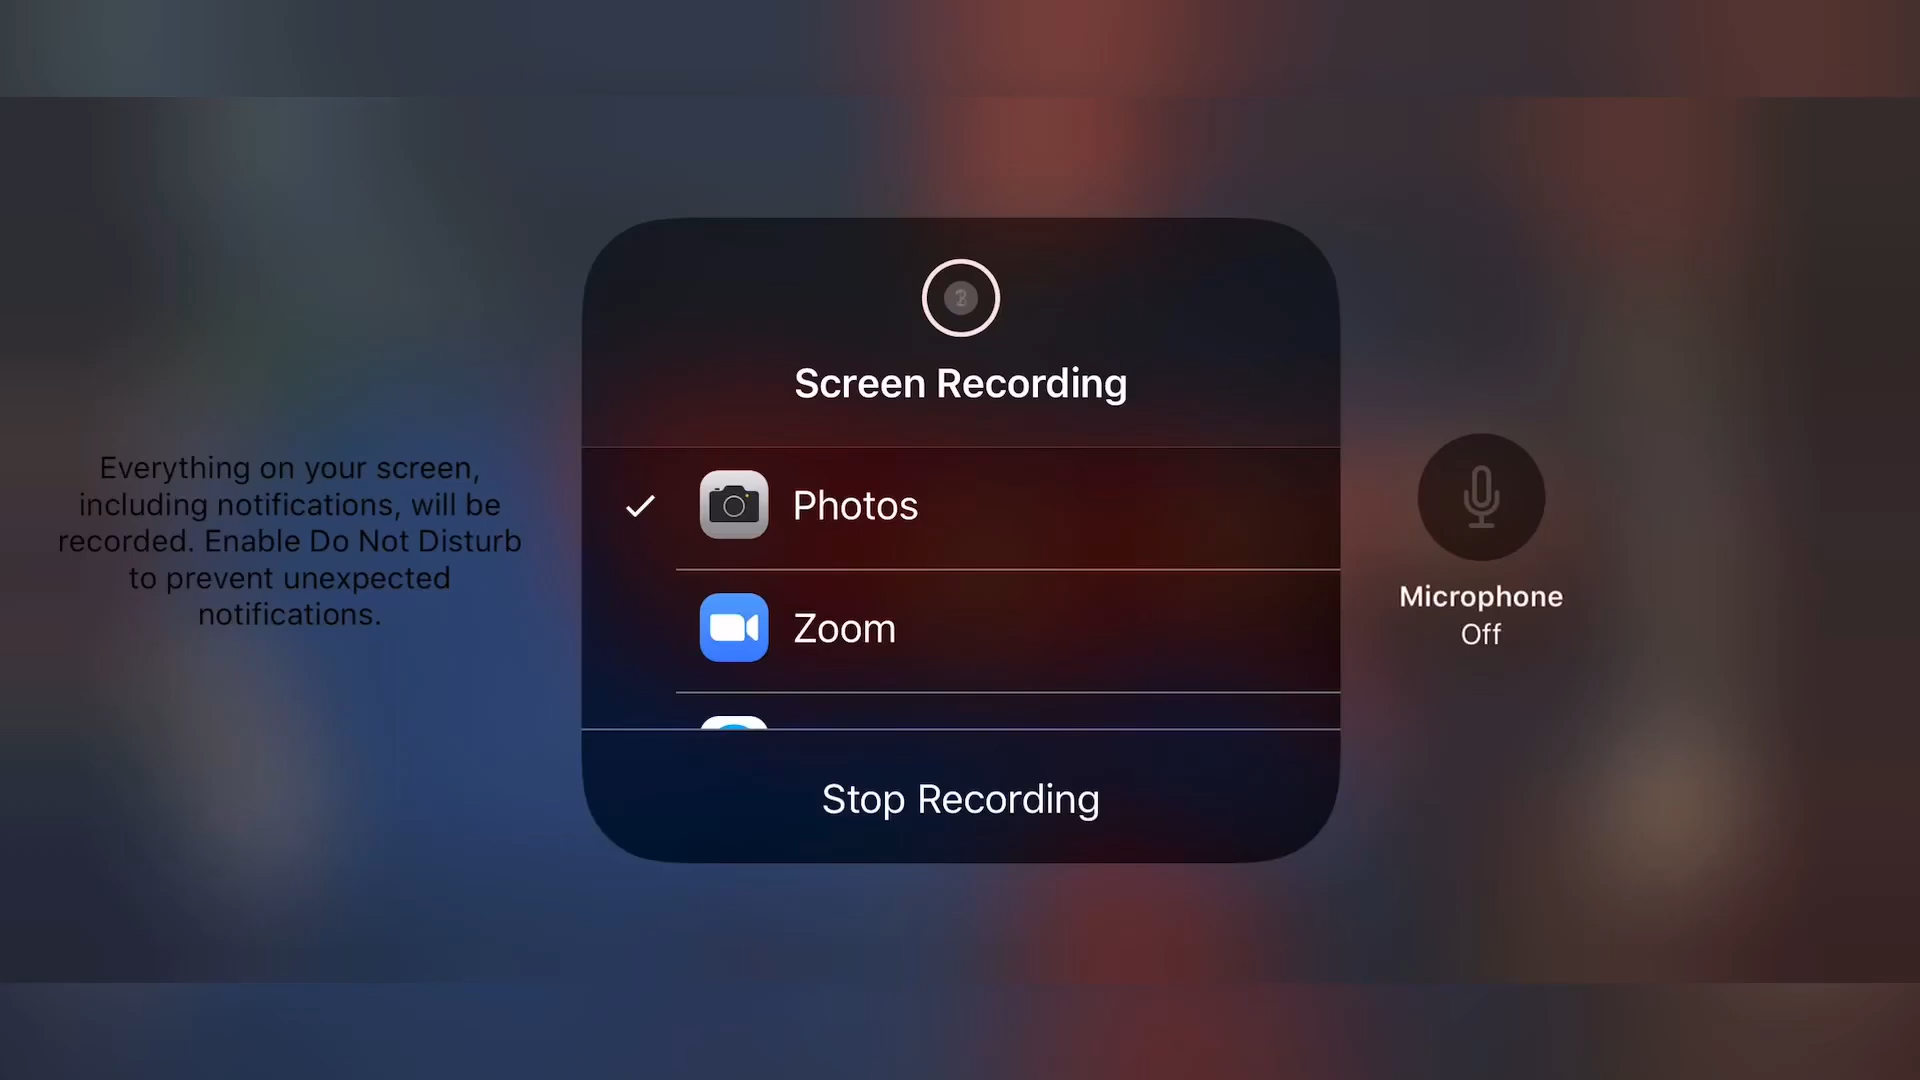 Screen Recording
Everything on your screen,
including notifications, will be
recorded. Enable Do Not Disturb
to prevent unexpected
notifications.
Photos
Zoom
Stop Recording
Microphone
Off